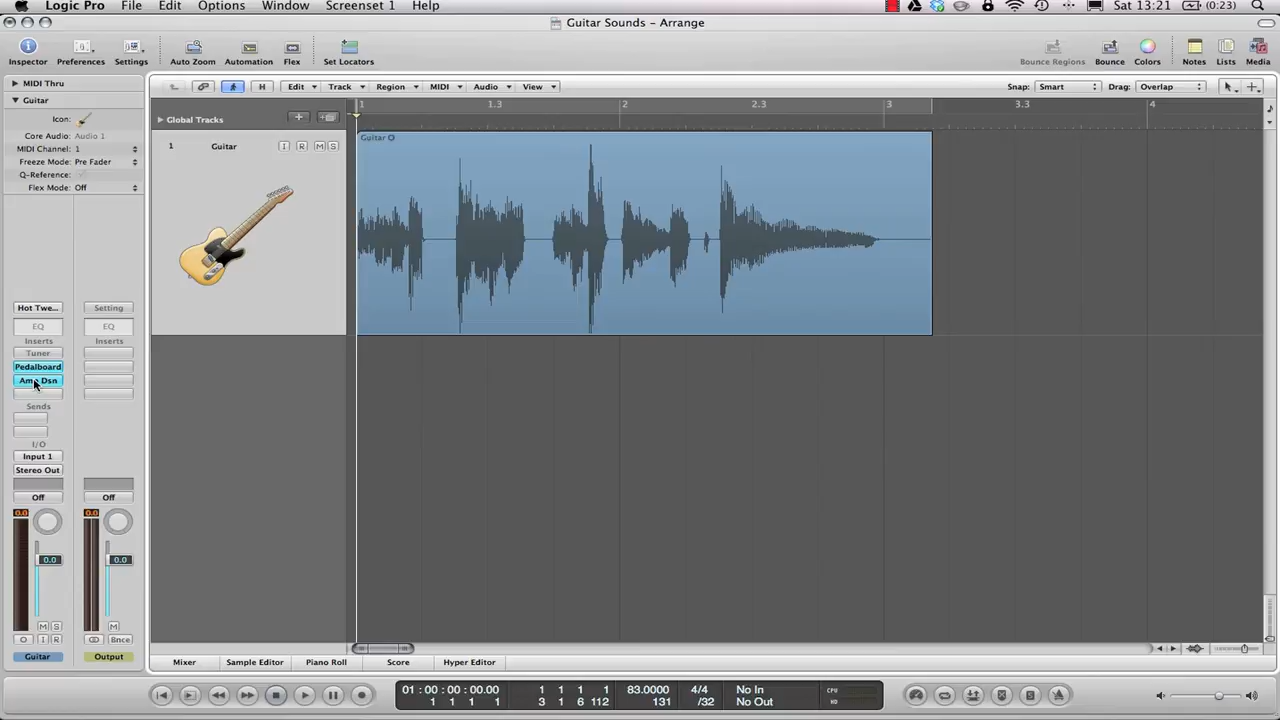 Logic Pro File Edit Options Window Screenset 1 Help Sat 13:21 (0:23)
Guitar Sounds – Arrange
Inspector Preferences Settings Auto Zoom Automation Flex Set Locators Bounce Regions Bounce Colors Notes Lists Media
MIDI Thru
H Edit Track Region MIDI Audio View Snap: Smart Drag: Overlap
Guitar
1 1.3 2 2.3 3 3.3 4
Icon:
Global Tracks
Core Audio: Audio 1
Guitar
MIDI Channel: 1
1 Guitar I R M S
Freeze Mode: Pre Fader
Q-Reference:
Flex Mode: Off
Hot Twe... Setting
EQ EQ
Inserts Inserts
Tuner
Pedalboard
Dsn
Sends
I/O
Input 1
Stereo Out
Off Off
0.0 0.0
0.0 0.0
M S M
I R Bnce
Guitar Output
Mixer Sample Editor Piano Roll Score Hyper Editor
01:00:00:00.00 1 1 1 1 83.0000 4/4 No In CPU
1 1 1 1 3 1 6 112 131 /32 No Out HD